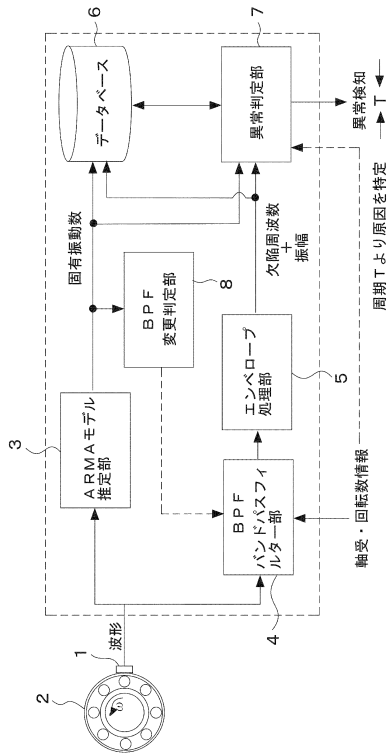 2
1
波形
ω
3
ARMAモデル
推定部
固有振動数
データベース
6
BPF
変更判定部
8
BPF
バンドパスフィ
ルター部
4
エンベロープ
処理部
5
欠陥周波数
+
振幅
異常判定部
7
異常検知
軸受・回転数情報
周期Tより原因を特定
T